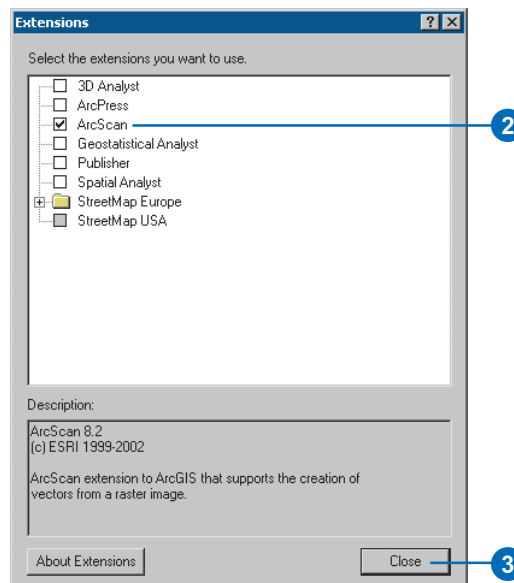 Extensions
Select the extensions you want to use.
3D Analyst
ArcPress
ArcScan
2
Geostatistical Analyst
Publisher
Spatial Analyst
StreetMap Europe
StreetMap USA
Description:
ArcScan 8.2
(c) ESRI 1999-2002
ArcScan extension to ArcGIS that supports the creation of
vectors from a raster image.
About Extensions
Close
3